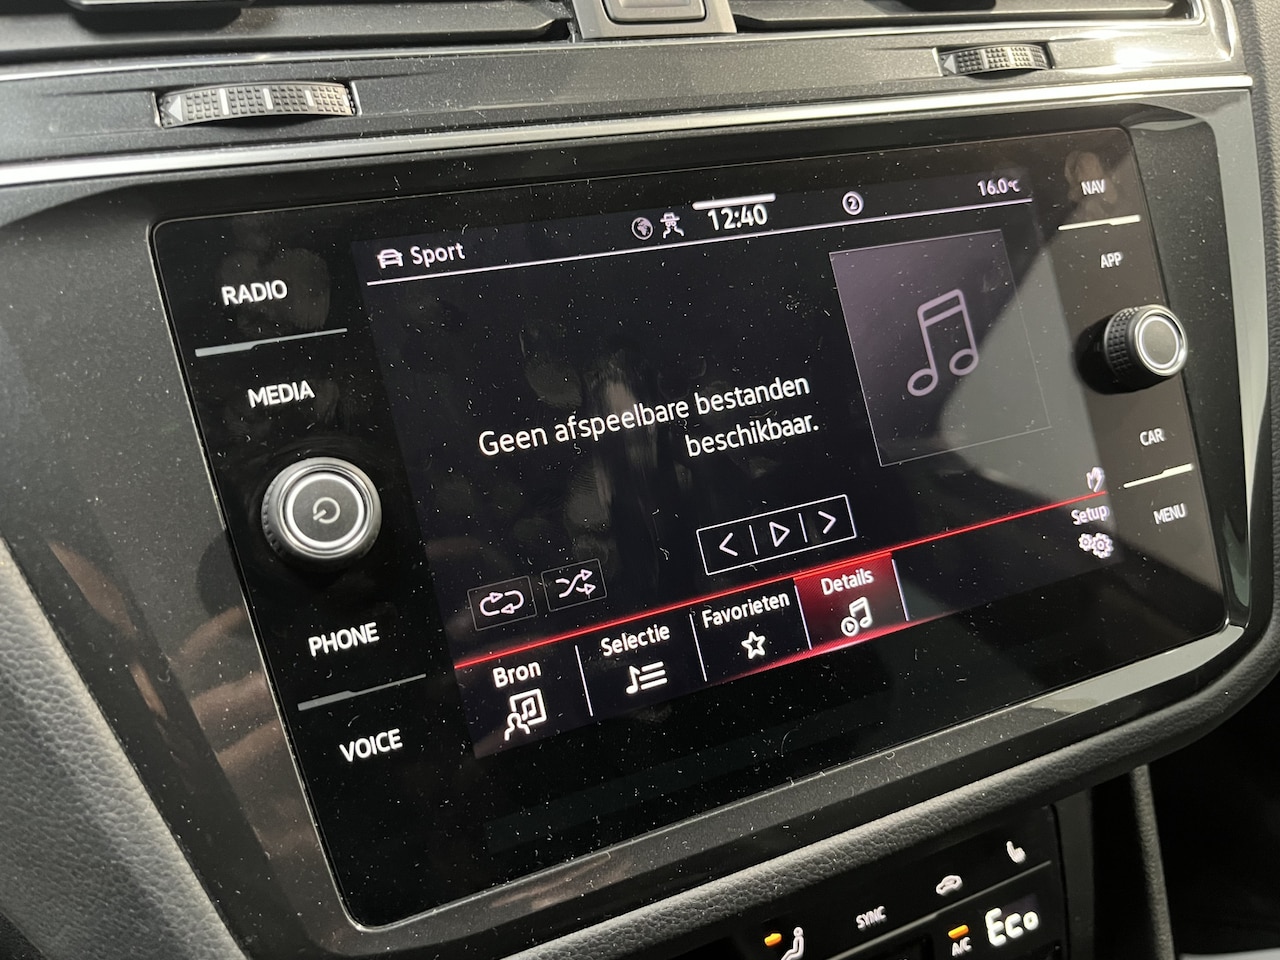 NAV
16.0°C
12:40
2
Sport
APP
RADIO
MEDIA
Geen afspeelbare bestanden
beschikbaar.
CAR
MENU
Setup
Details
Favorieten
Selectie
Bron
PHONE
VOICE
SYNC
A/C
Eco